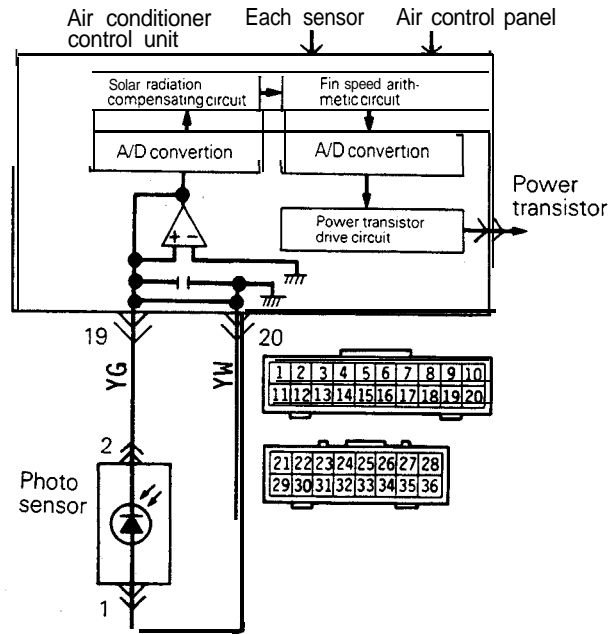 Air conditioner
control unit
Each sensor
Air control panel
Solar radiation
compensating circuit
Fin speed arith-
metic circuit
A/D convertion
A/D convertion
Power transistor
drive circuit
Power
transistor
+ −
19
20
YG
YW
1 2 3 4 5 6 7 8 9 10
11 12 13 14 15 16 17 18 19 20
21 22 23 24 25 26 27 28
29 30 31 32 33 34 35 36
2
Photo
sensor
1